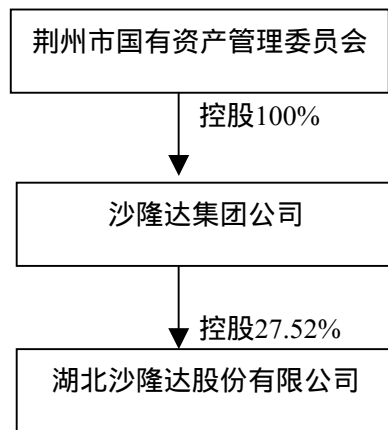 荆州市国有资产管理委员会
控股100%
沙隆达集团公司
控股27.52%
湖北沙隆达股份有限公司